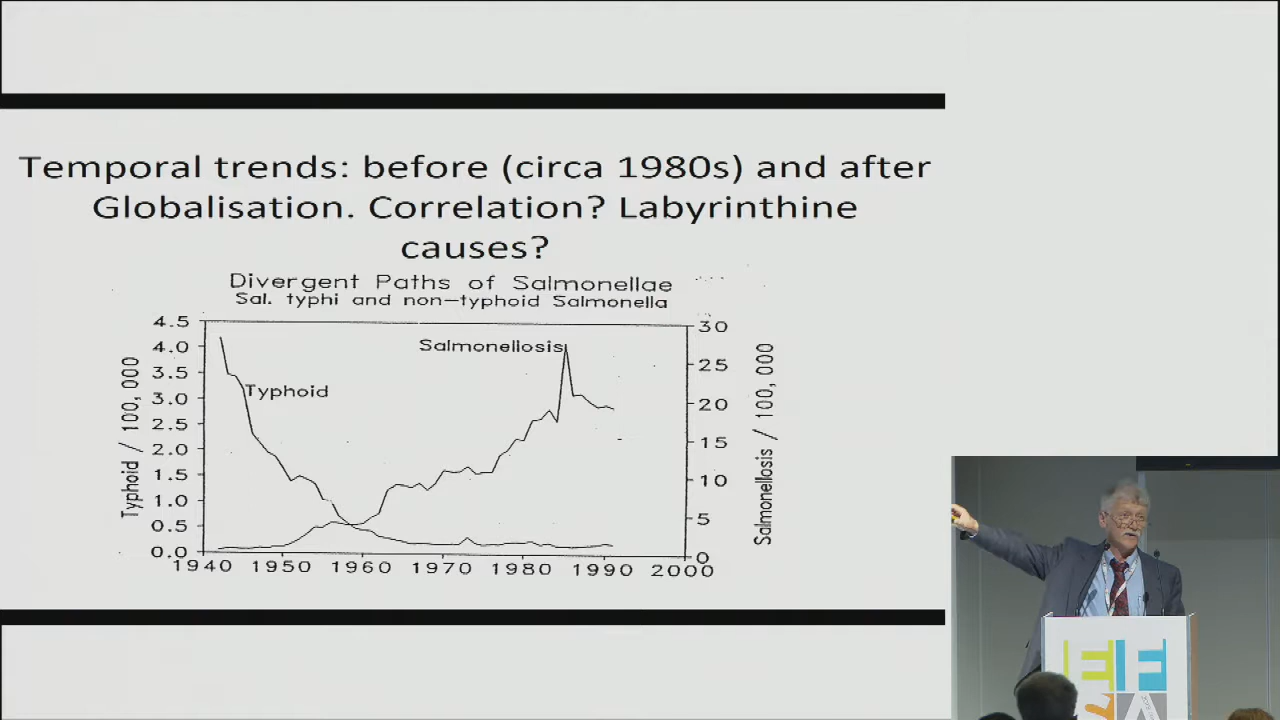 Temporal trends: before (circa 1980s) and after
Globalisation. Correlation? Labyrinthine
causes?
Divergent Paths of Salmonellae
Sal. typhi and non-typhoid Salmonella
Typhoid / 100, 000
4.5
4.0
3.5
3.0
2.5
2.0
1.5
1.0
0.5
0.0
Typhoid
Salmonellosis
30
25
20
15
10
5
0
Salmonellosis / 100, 000
1940 1950 1960 1970 1980 1990 2000
EF